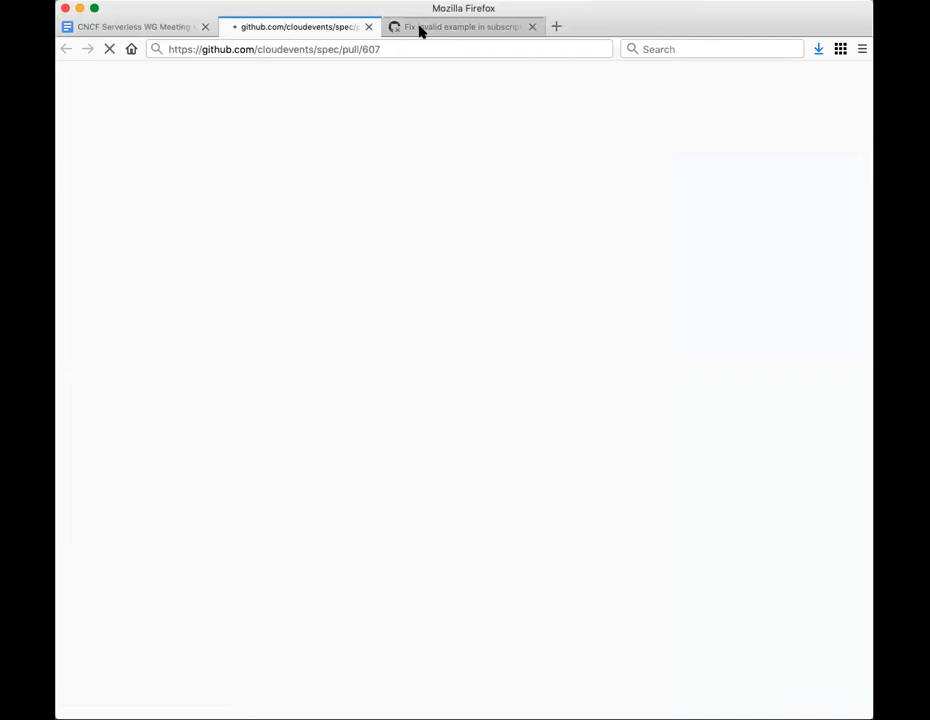 Mozilla Firefox
CNCF Serverless WG Meeting
github.com/cloudevents/spec/
Fix invalid example in subscript
https://github.com/cloudevents/spec/pull/607
Search